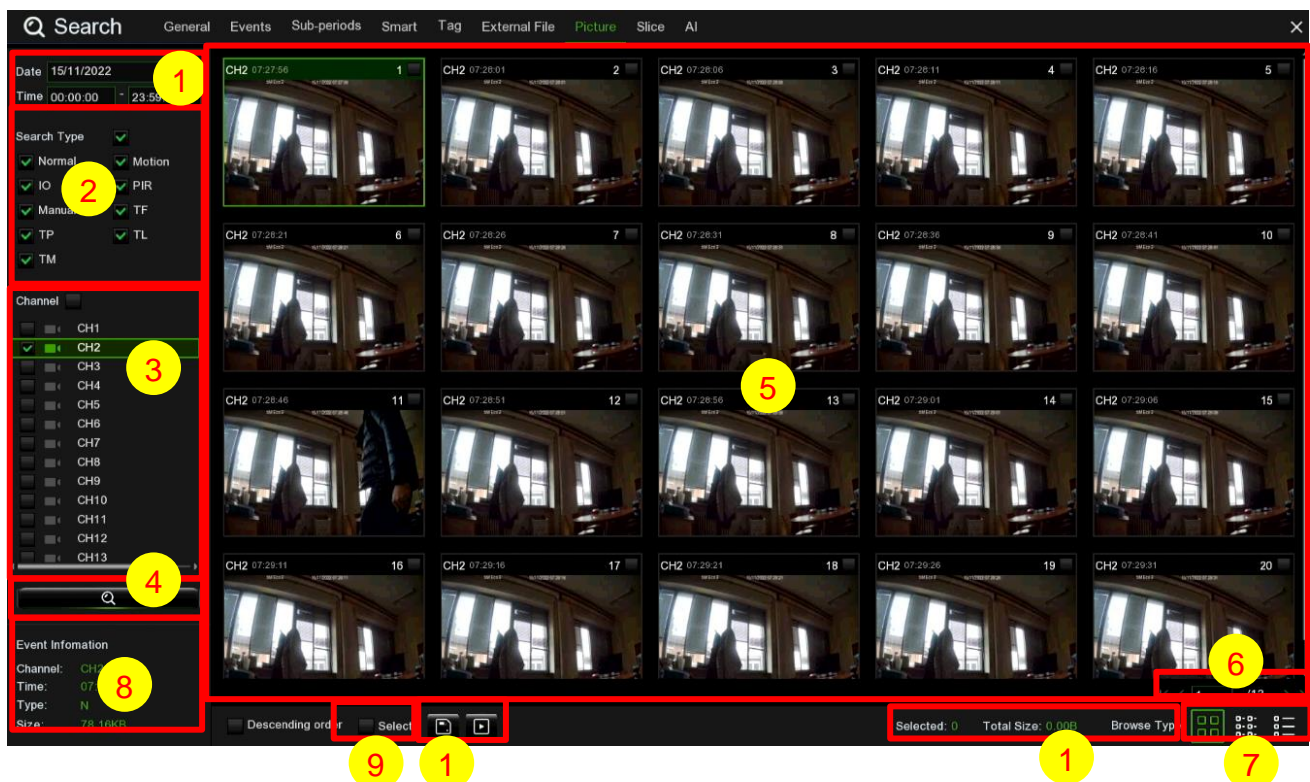 Search General Events Sub-periods Smart Tag External File Picture Slice AI
Date 15/11/2022
1
Time 00:00:00 - 23:59
Search Type
Normal Motion
IO PIR
2
Manual TF
TP TL
TM
Channel
CH1
CH2
3
CH3
CH4
CH5
CH6
CH7
CH8
CH9
CH10
CH11
CH12
CH13
4
Event Infomation
Channel: CH2
Time: 07:
8
Type: N
Size: 78.16KB
CH2 07:27:56 1
CH2 07:28:01 2
CH2 07:28:06 3
CH2 07:28:11 4
CH2 07:28:16 5
CH2 07:28:21 6
CH2 07:28:26 7
CH2 07:28:31 8
CH2 07:28:36 9
CH2 07:28:41 10
5
CH2 07:28:46 11
CH2 07:28:51 12
CH2 07:28:56 13
CH2 07:29:01 14
CH2 07:29:06 15
CH2 07:29:11 16
CH2 07:29:16 17
CH2 07:29:21 18
CH2 07:29:26 19
CH2 07:29:31 20
6
Descending order Select Selected: 0 Total Size: 0.00B Browse Typ
9 1 1 7